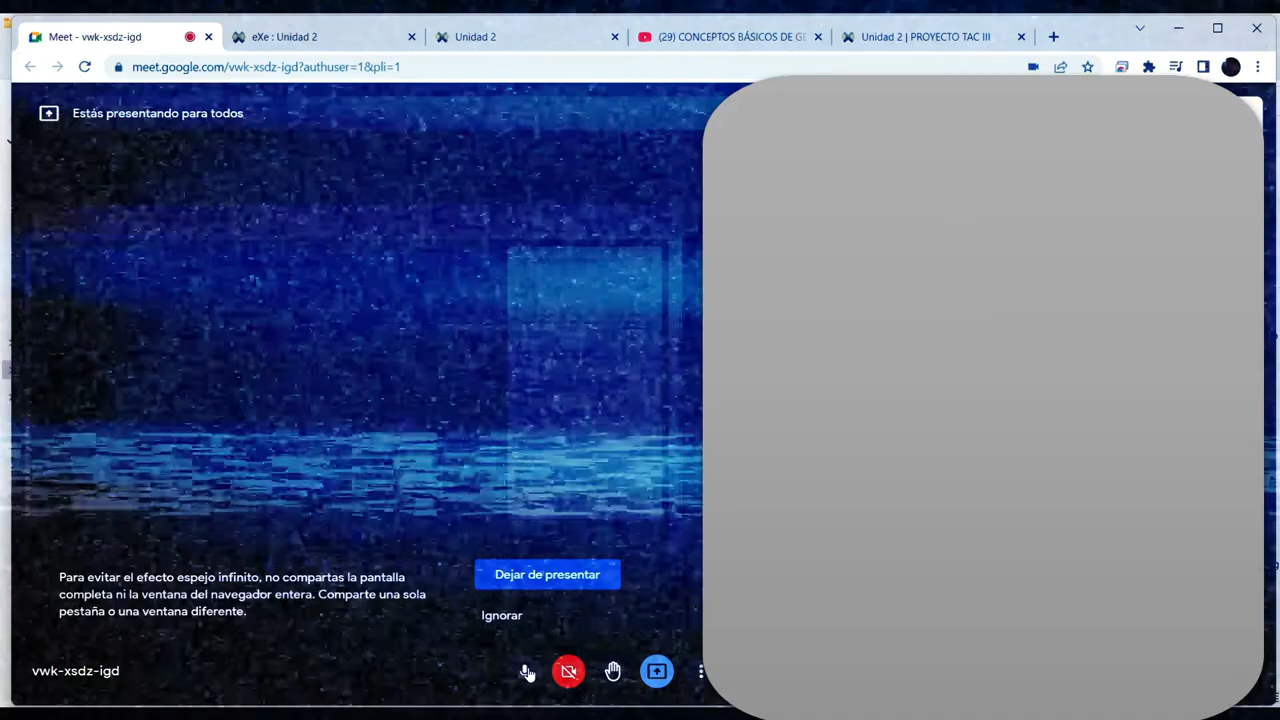 Meet - vwk-xsdz-igd
eXe : Unidad 2
Unidad 2
(29) CONCEPTOS BÁSICOS DE GE
Unidad 2 | PROYECTO TAC III
meet.google.com/vwk-xsdz-igd?authuser=1&pli=1
Estás presentando para todos
Para evitar el efecto espejo infinito, no compartas la pantalla
completa ni la ventana del navegador entera. Comparte una sola
pestaña o una ventana diferente.
Dejar de presentar
Ignorar
vwk-xsdz-igd